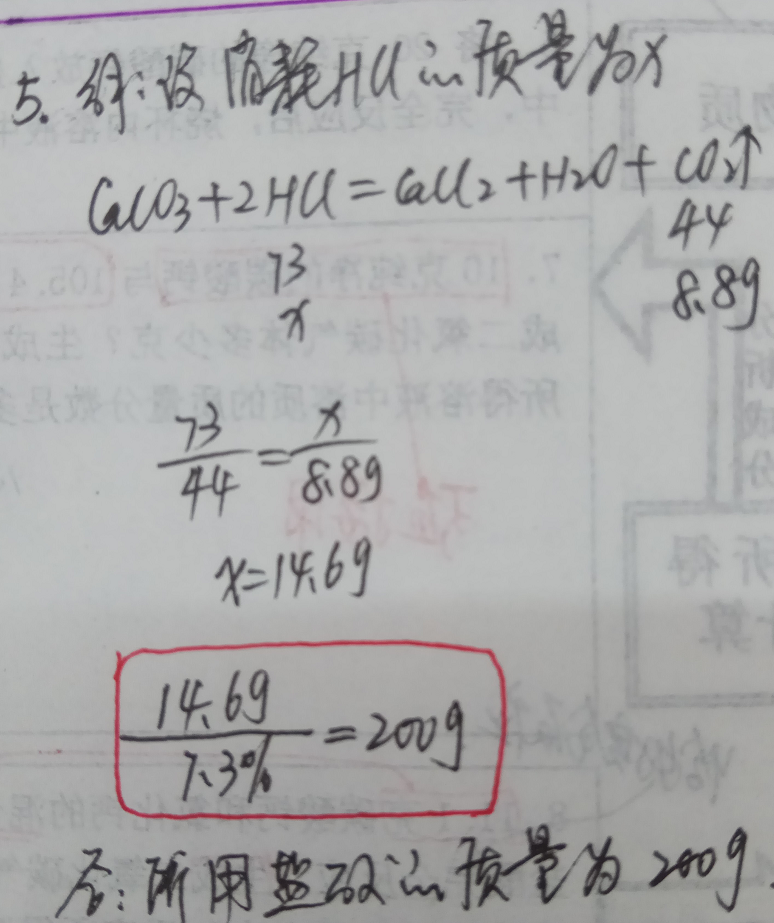 5. 解:设消耗HCl的质量为x
CaCO3+2HCl=CaCl2+H2O+CO2↑
73 44
x 8.8g
73/44=x/8.8g
x=14.6g
14.6g/7.3%=200g
答:所用盐酸的质量为200g.